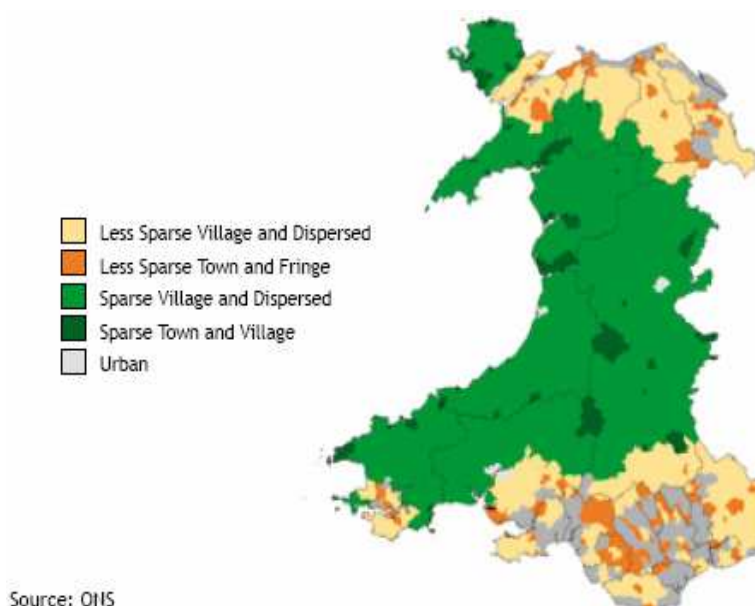 Less Sparse Village and Dispersed
Less Sparse Town and Fringe
Sparse Village and Dispersed
Sparse Town and Village
Urban
Source: ONS